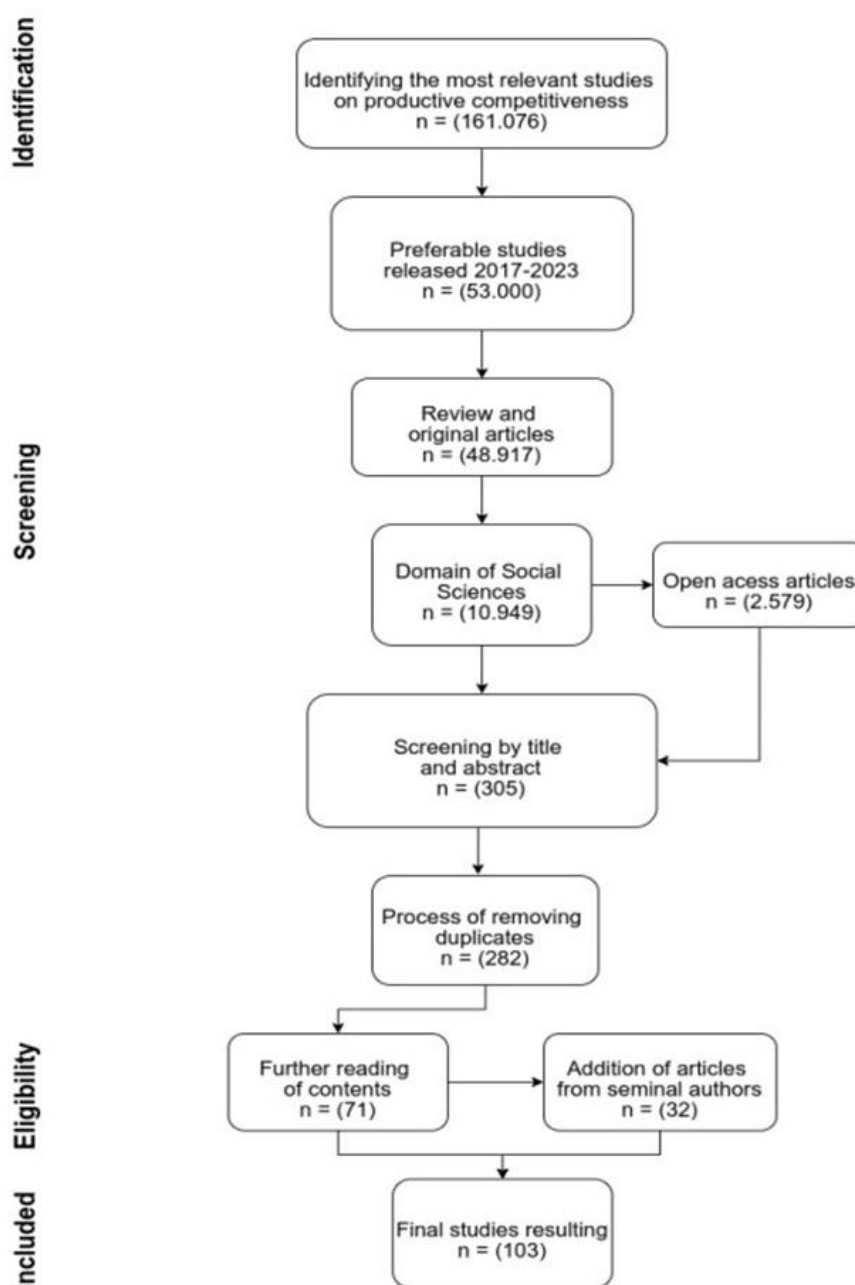 Identification
Identifying the most relevant studies
on productive competitiveness
n = (161.076)
Preferable studies
released 2017-2023
n = (53.000)
Screening
Review and
original articles
n = (48.917)
Domain of Social
Sciences
n = (10.949)
Open acess articles
n = (2.579)
Screening by title
and abstract
n = (305)
Process of removing
duplicates
n = (282)
Eligibility
Further reading
of contents
n = (71)
Addition of articles
from seminal authors
n = (32)
ncluded
Final studies resulting
n = (103)